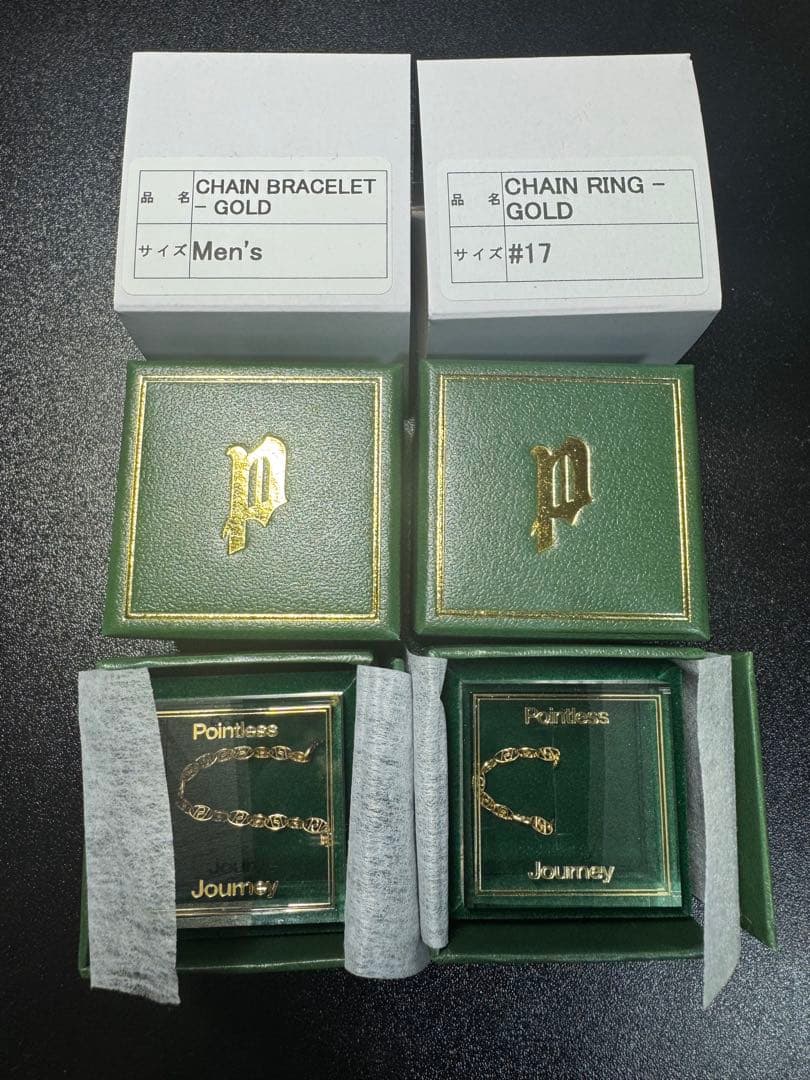 品 名 CHAIN BRACELET
- GOLD
サイズ Men's
品 名 CHAIN RING -
GOLD
サイズ #17
p
p
Pointless
Journey
Pointless
Journey